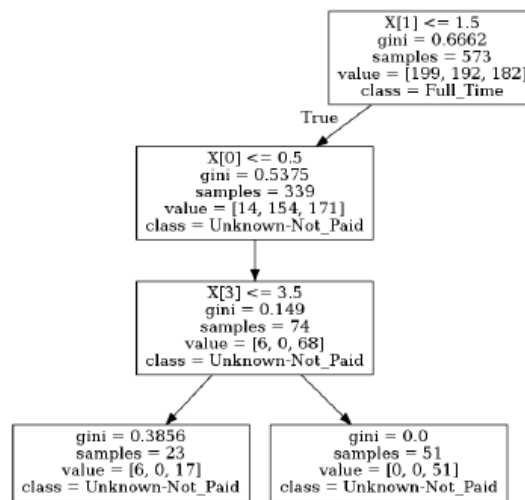 X[1] <= 1.5
gini = 0.6662
samples = 573
value = [199, 192, 182]
class = Full_Time
True
X[0] <= 0.5
gini = 0.5375
samples = 339
value = [14, 154, 171]
class = Unknown-Not_Paid
X[3] <= 3.5
gini = 0.149
samples = 74
value = [6, 0, 68]
class = Unknown-Not_Paid
gini = 0.3856
samples = 23
value = [6, 0, 17]
class = Unknown-Not_Paid
gini = 0.0
samples = 51
value = [0, 0, 51]
class = Unknown-Not_Paid